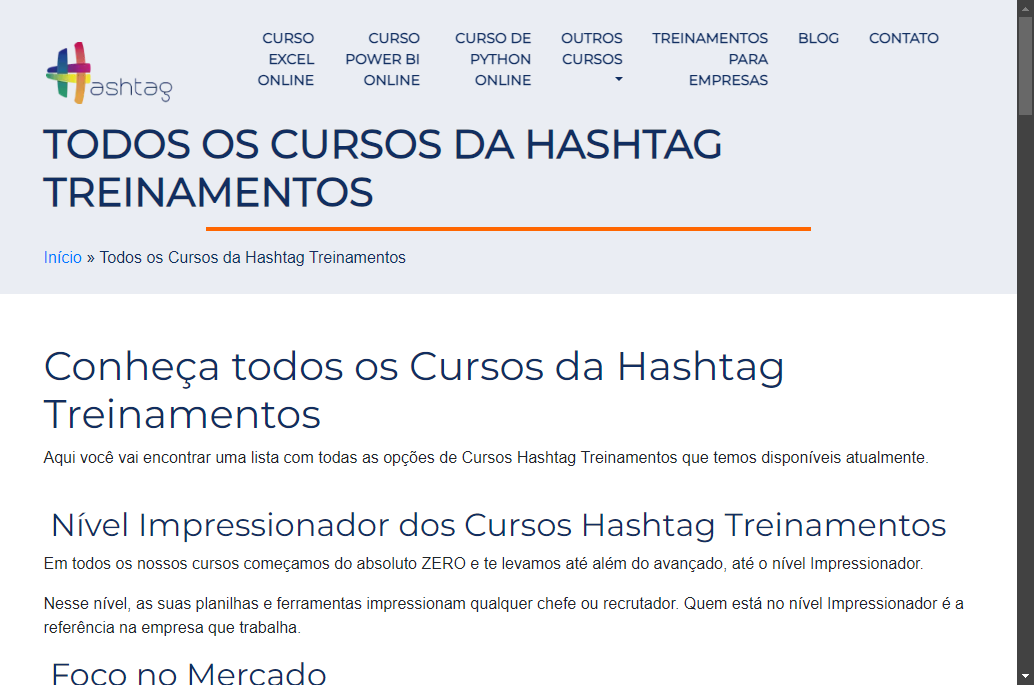 ashtag
CURSO
EXCEL
ONLINE
CURSO
POWER BI
ONLINE
CURSO DE
PYTHON
ONLINE
OUTROS
CURSOS
TREINAMENTOS
PARA
EMPRESAS
BLOG
CONTATO
TODOS OS CURSOS DA HASHTAG
TREINAMENTOS
Início » Todos os Cursos da Hashtag Treinamentos
Conheça todos os Cursos da Hashtag
Treinamentos
Aqui você vai encontrar uma lista com todas as opções de Cursos Hashtag Treinamentos que temos disponíveis atualmente.
Nível Impressionador dos Cursos Hashtag Treinamentos
Em todos os nossos cursos começamos do absoluto ZERO e te levamos até além do avançado, até o nível Impressionador.
Nesse nível, as suas planilhas e ferramentas impressionam qualquer chefe ou recrutador. Quem está no nível Impressionador é a
referência na empresa que trabalha.
Foco no Mercado